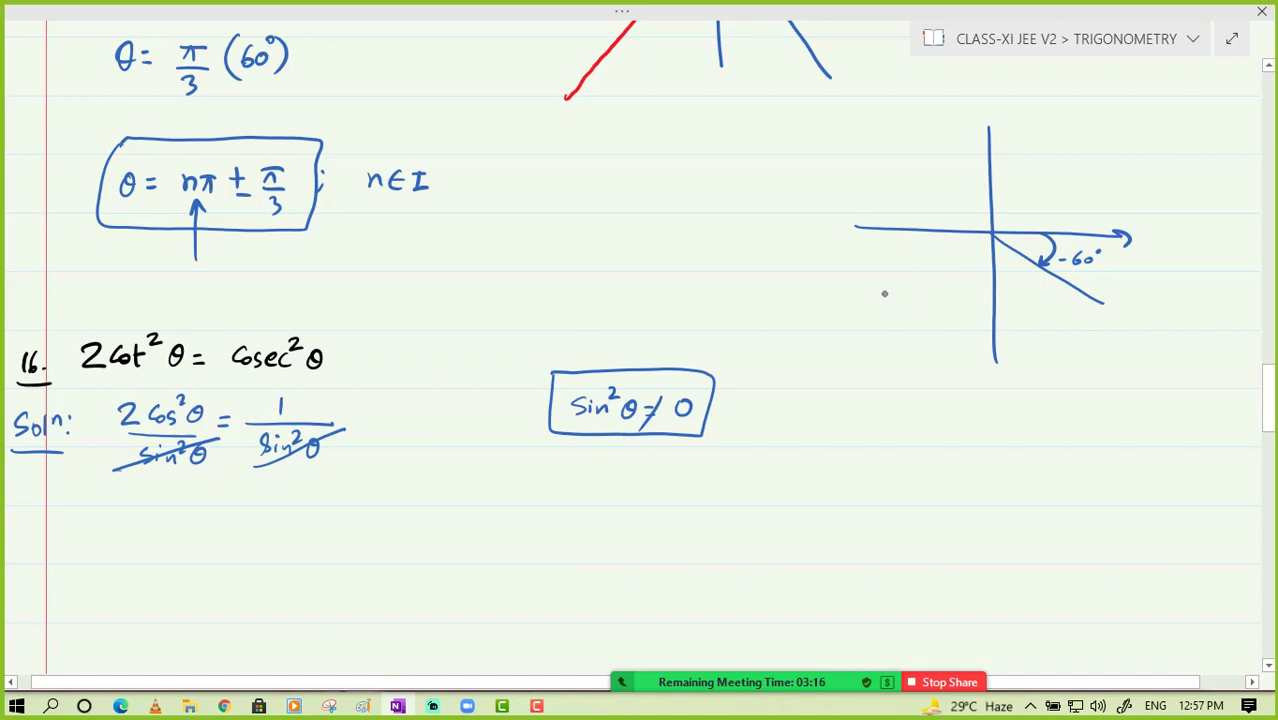 CLASS-XI JEE V2 > TRIGONOMETRY
θ = π/3 (60°)
θ = nπ ± π/3 ; n∈I
-60°
16. 2Cot²θ = Cosec²θ
Soln: 2Cos²θ/sin²θ = 1/sin²θ
Sin²θ ≠ 0
Remaining Meeting Time: 03:16 Stop Share
29°C Haze ENG 12:57 PM